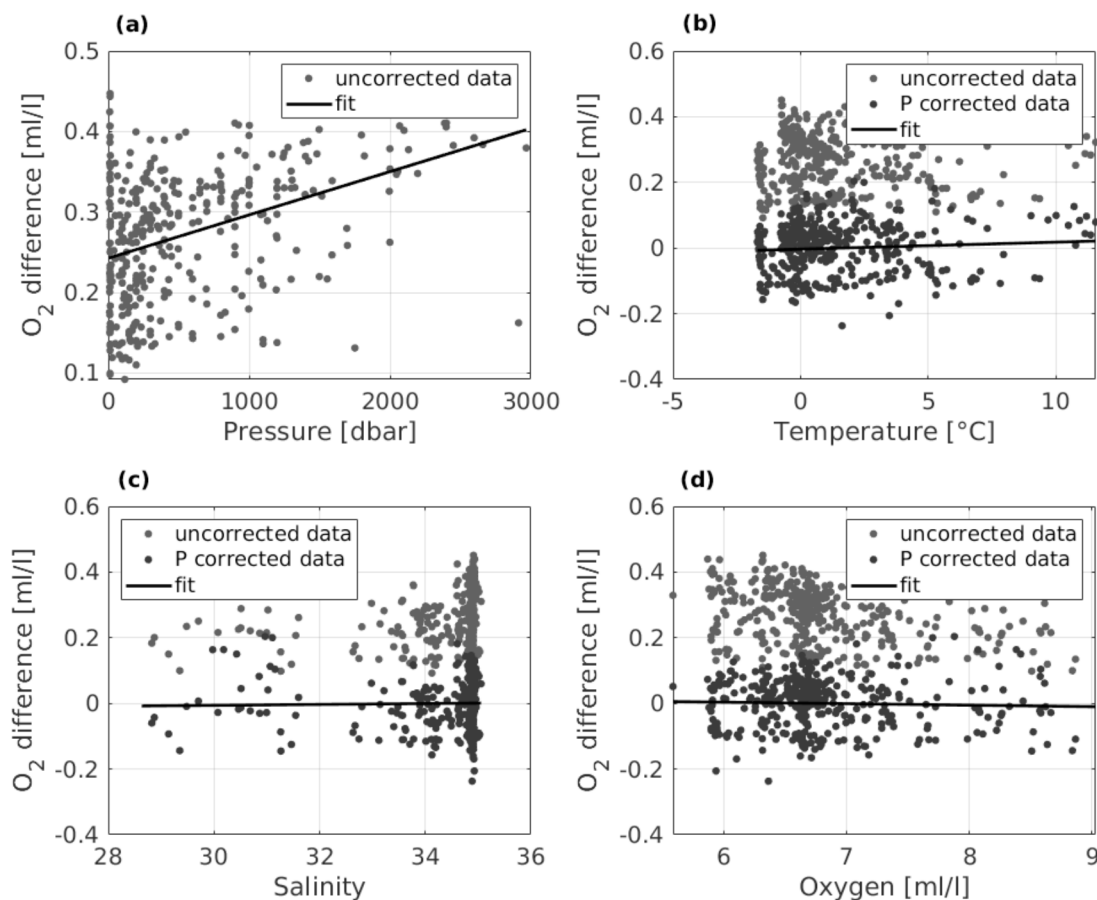 (a)
O2 difference [ml/l]
0.5
0.4
0.3
0.2
0.1
uncorrected data
fit
0 1000 2000 3000
Pressure [dbar]
(b)
O2 difference [ml/l]
0.6
0.4
0.2
0
-0.2
-0.4
uncorrected data
P corrected data
fit
-5 0 5 10
Temperature [°C]
(c)
O2 difference [ml/l]
0.6
0.4
0.2
0
-0.2
-0.4
uncorrected data
P corrected data
fit
28 30 32 34 36
Salinity
(d)
O2 difference [ml/l]
0.6
0.4
0.2
0
-0.2
-0.4
uncorrected data
P corrected data
fit
6 7 8 9
Oxygen [ml/l]